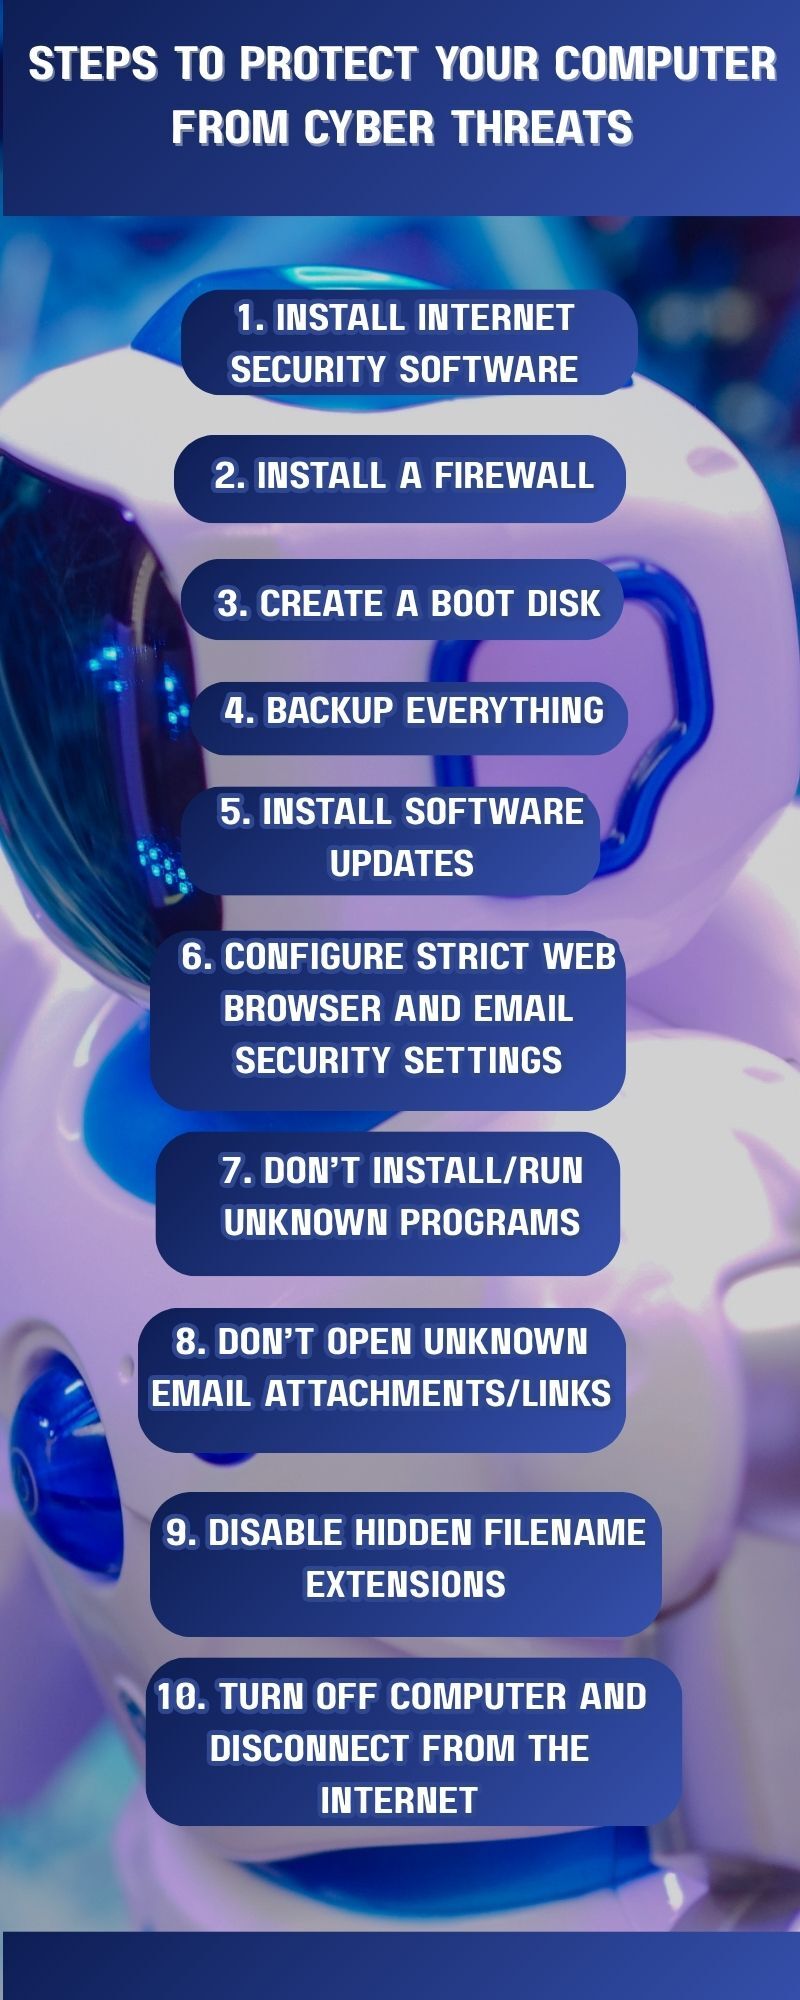 STEPS TO PROTECT YOUR COMPUTER
FROM CYBER THREATS
1. INSTALL INTERNET
SECURITY SOFTWARE
2. INSTALL A FIREWALL
3. CREATE A BOOT DISK
4. BACKUP EVERYTHING
5. INSTALL SOFTWARE
UPDATES
6. CONFIGURE STRICT WEB
BROWSER AND EMAIL
SECURITY SETTINGS
7. DON’T INSTALL/RUN
UNKNOWN PROGRAMS
8. DON’T OPEN UNKNOWN
EMAIL ATTACHMENTS/LINKS
9. DISABLE HIDDEN FILENAME
EXTENSIONS
10. TURN OFF COMPUTER AND
DISCONNECT FROM THE
INTERNET